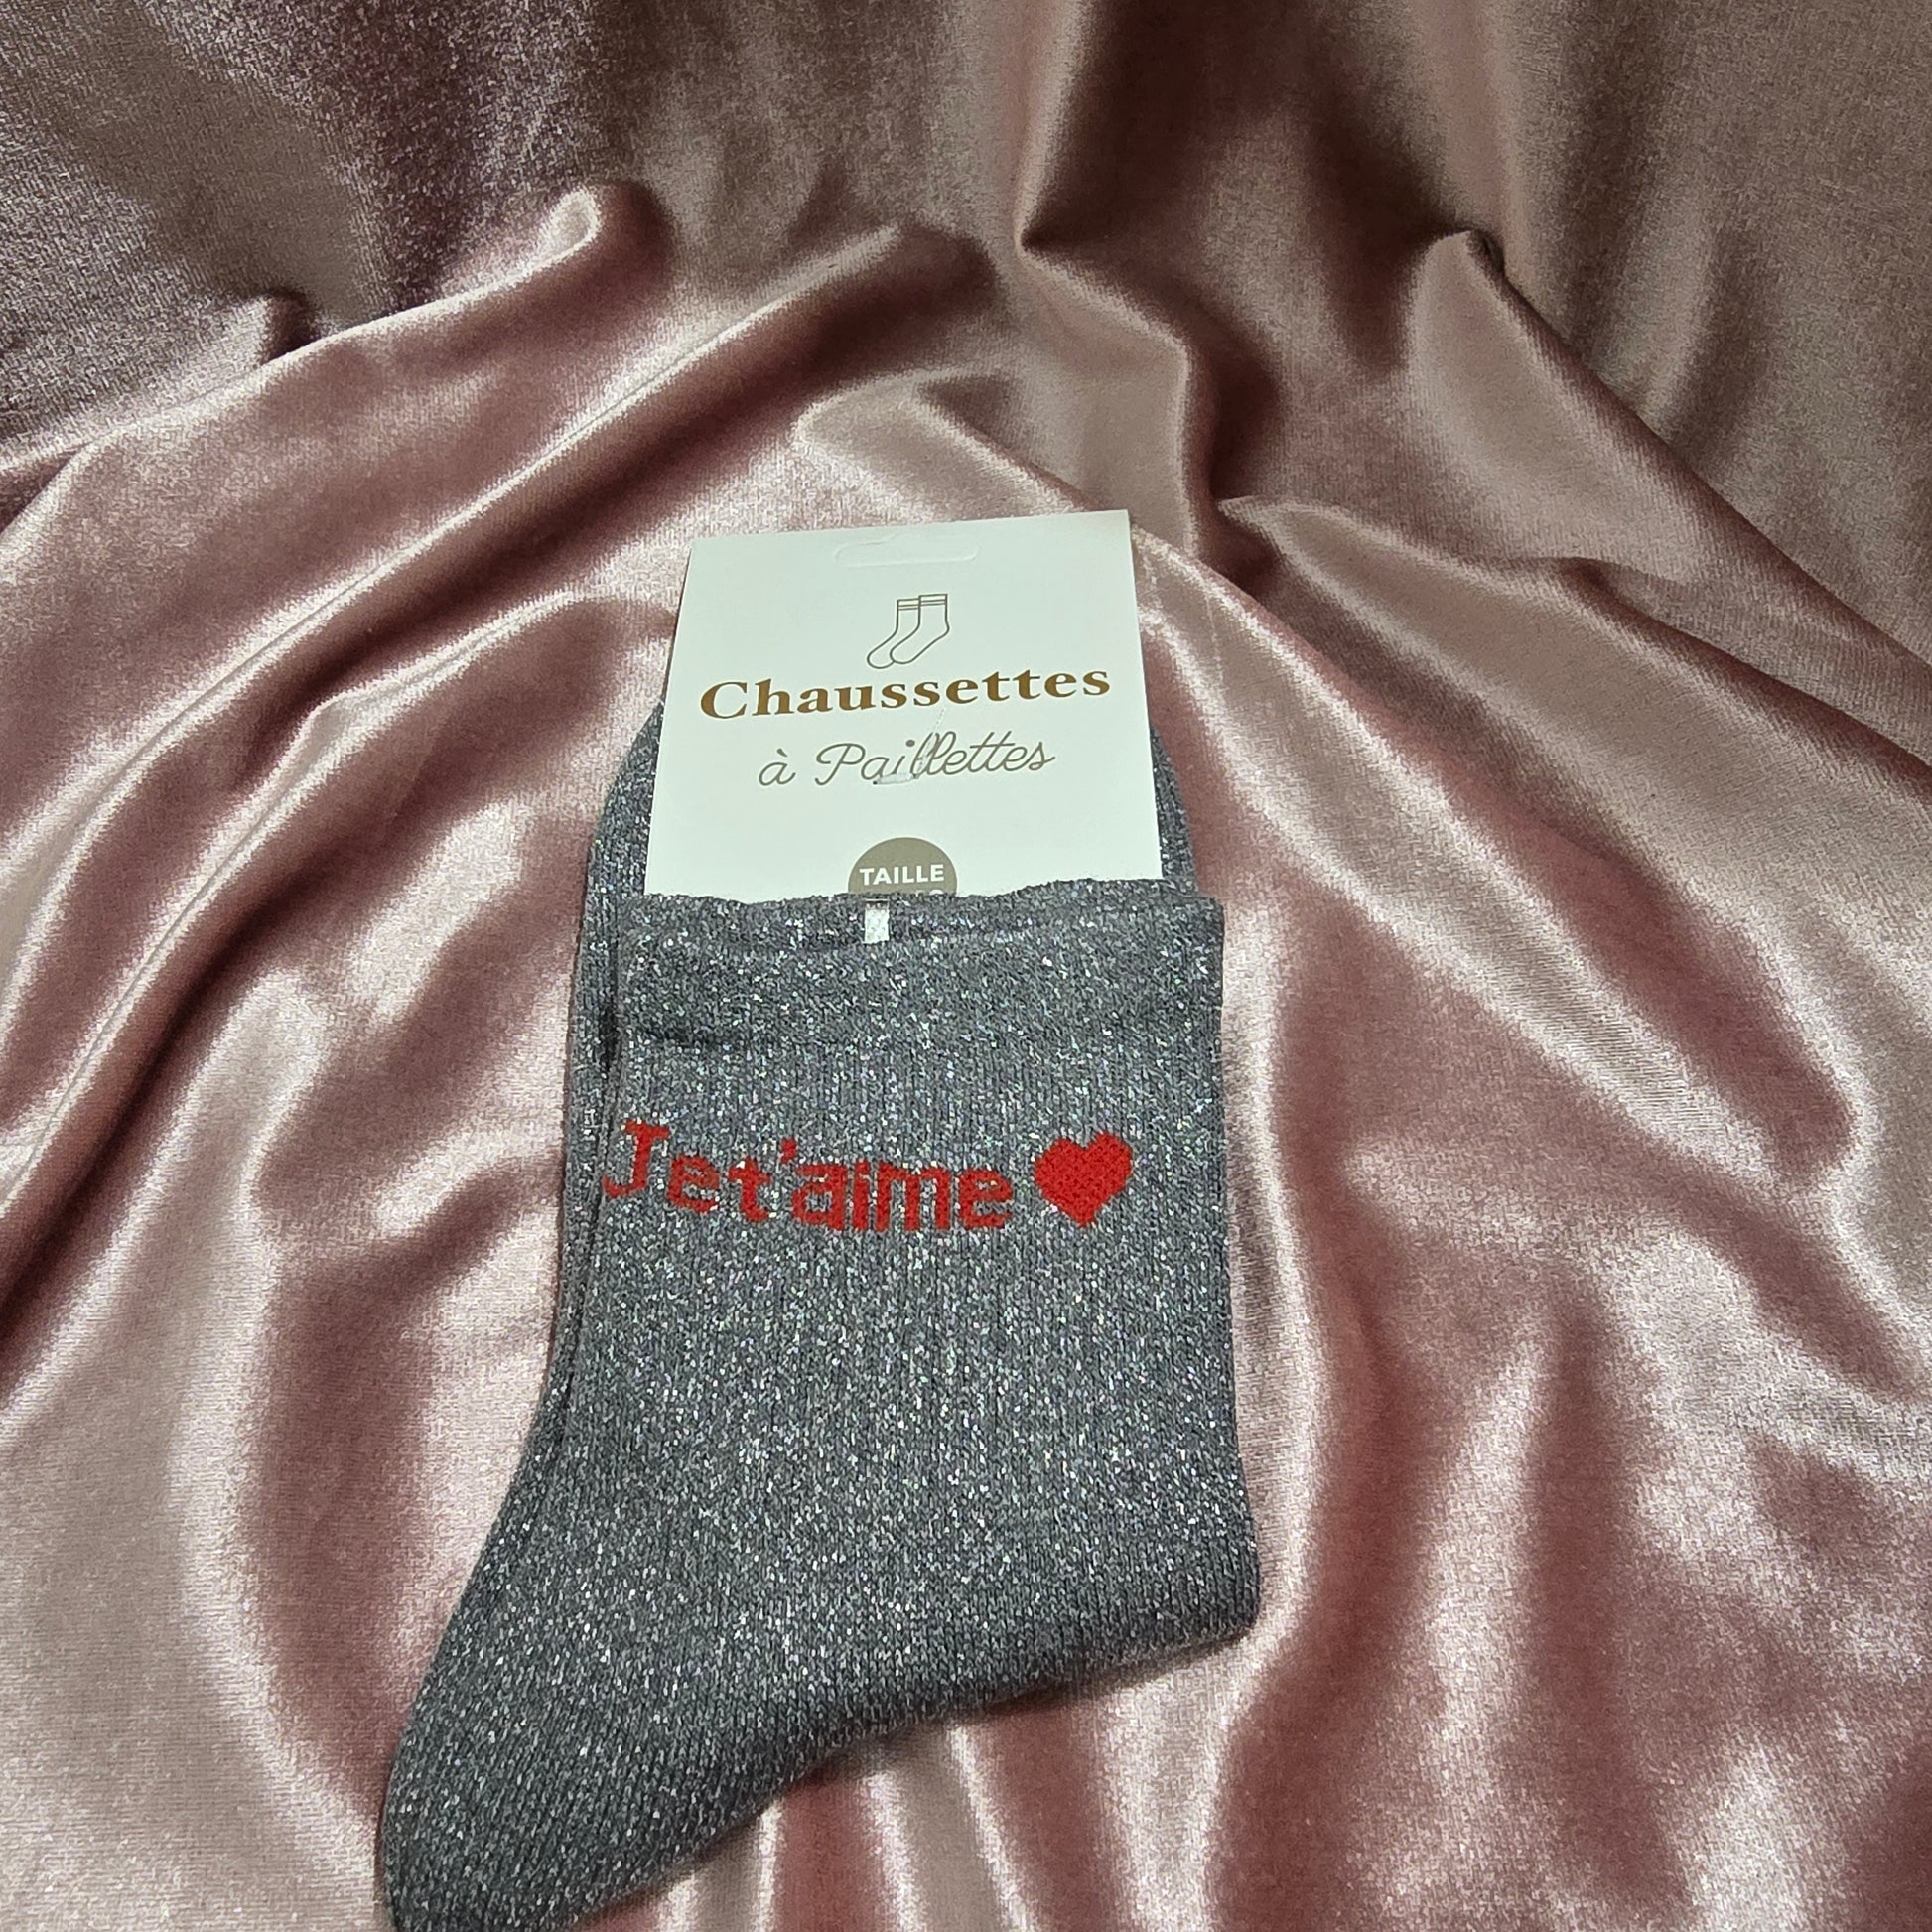 Chaussettes
à Paillettes
TAILLE
Je t'aime